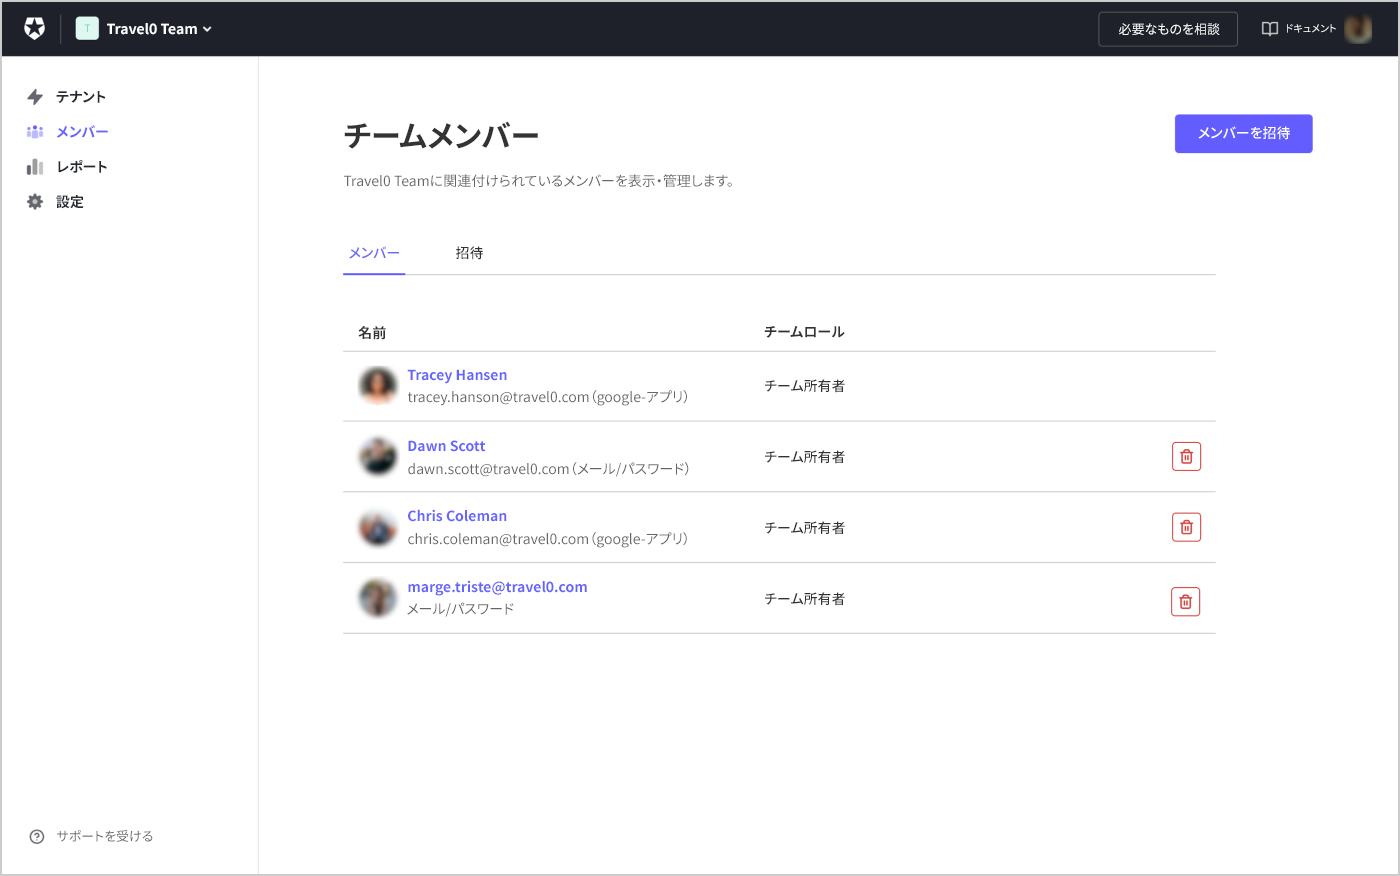 T Travel0 Team
必要なものを相談
ドキュメント
テナント
メンバー
レポート
設定
チームメンバー
メンバーを招待
Travel0 Teamに関連付けられているメンバーを表示・管理します。
メンバー 招待
名前 チームロール
Tracey Hansen
tracey.hanson@travel0.com（google-アプリ）
チーム所有者
Dawn Scott
dawn.scott@travel0.com（メール/パスワード）
チーム所有者
Chris Coleman
chris.coleman@travel0.com（google-アプリ）
チーム所有者
marge.triste@travel0.com
メール/パスワード
チーム所有者
サポートを受ける